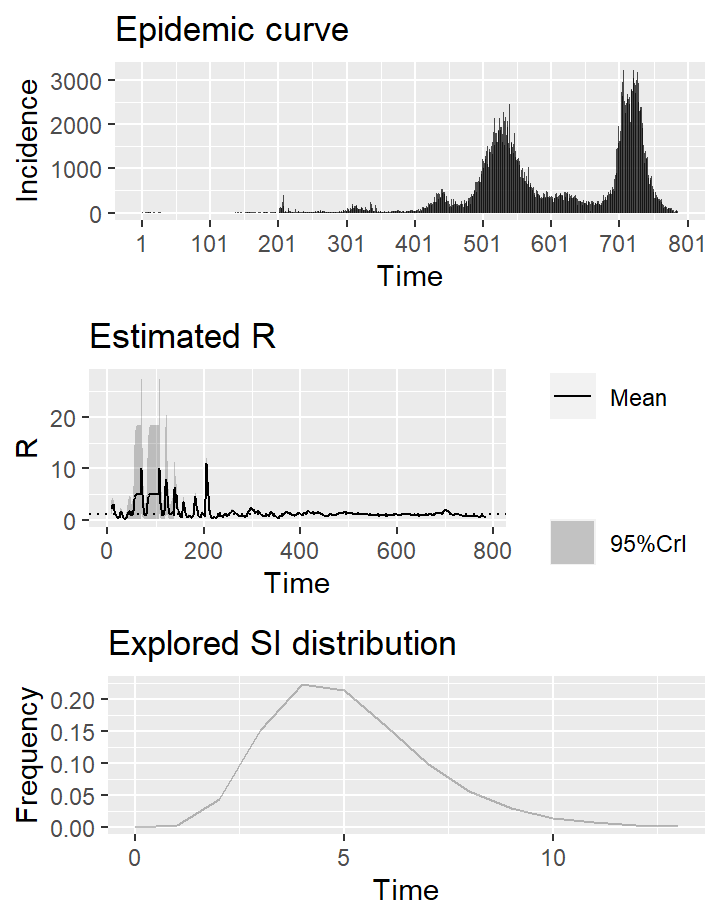 Epidemic curve
Incidence
3000
2000
1000
0
1 101 201 301 401 501 601 701 801
Time
Estimated R
R
20
10
0
0 200 400 600 800
Time
Mean
95%CrI
Explored SI distribution
Frequency
0.20
0.15
0.10
0.05
0.00
0 5 10
Time